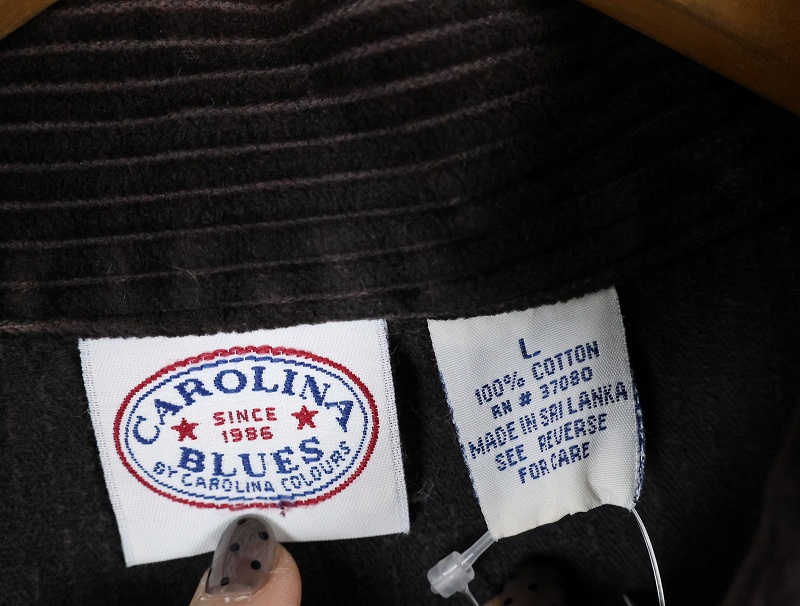 CAROLINA
SINCE
1986
BLUES
BY CAROLINA COLOURS
L
100% COTTON
RN # 37080
MADE IN SRI LANKA
SEE REVERSE
FOR CARE